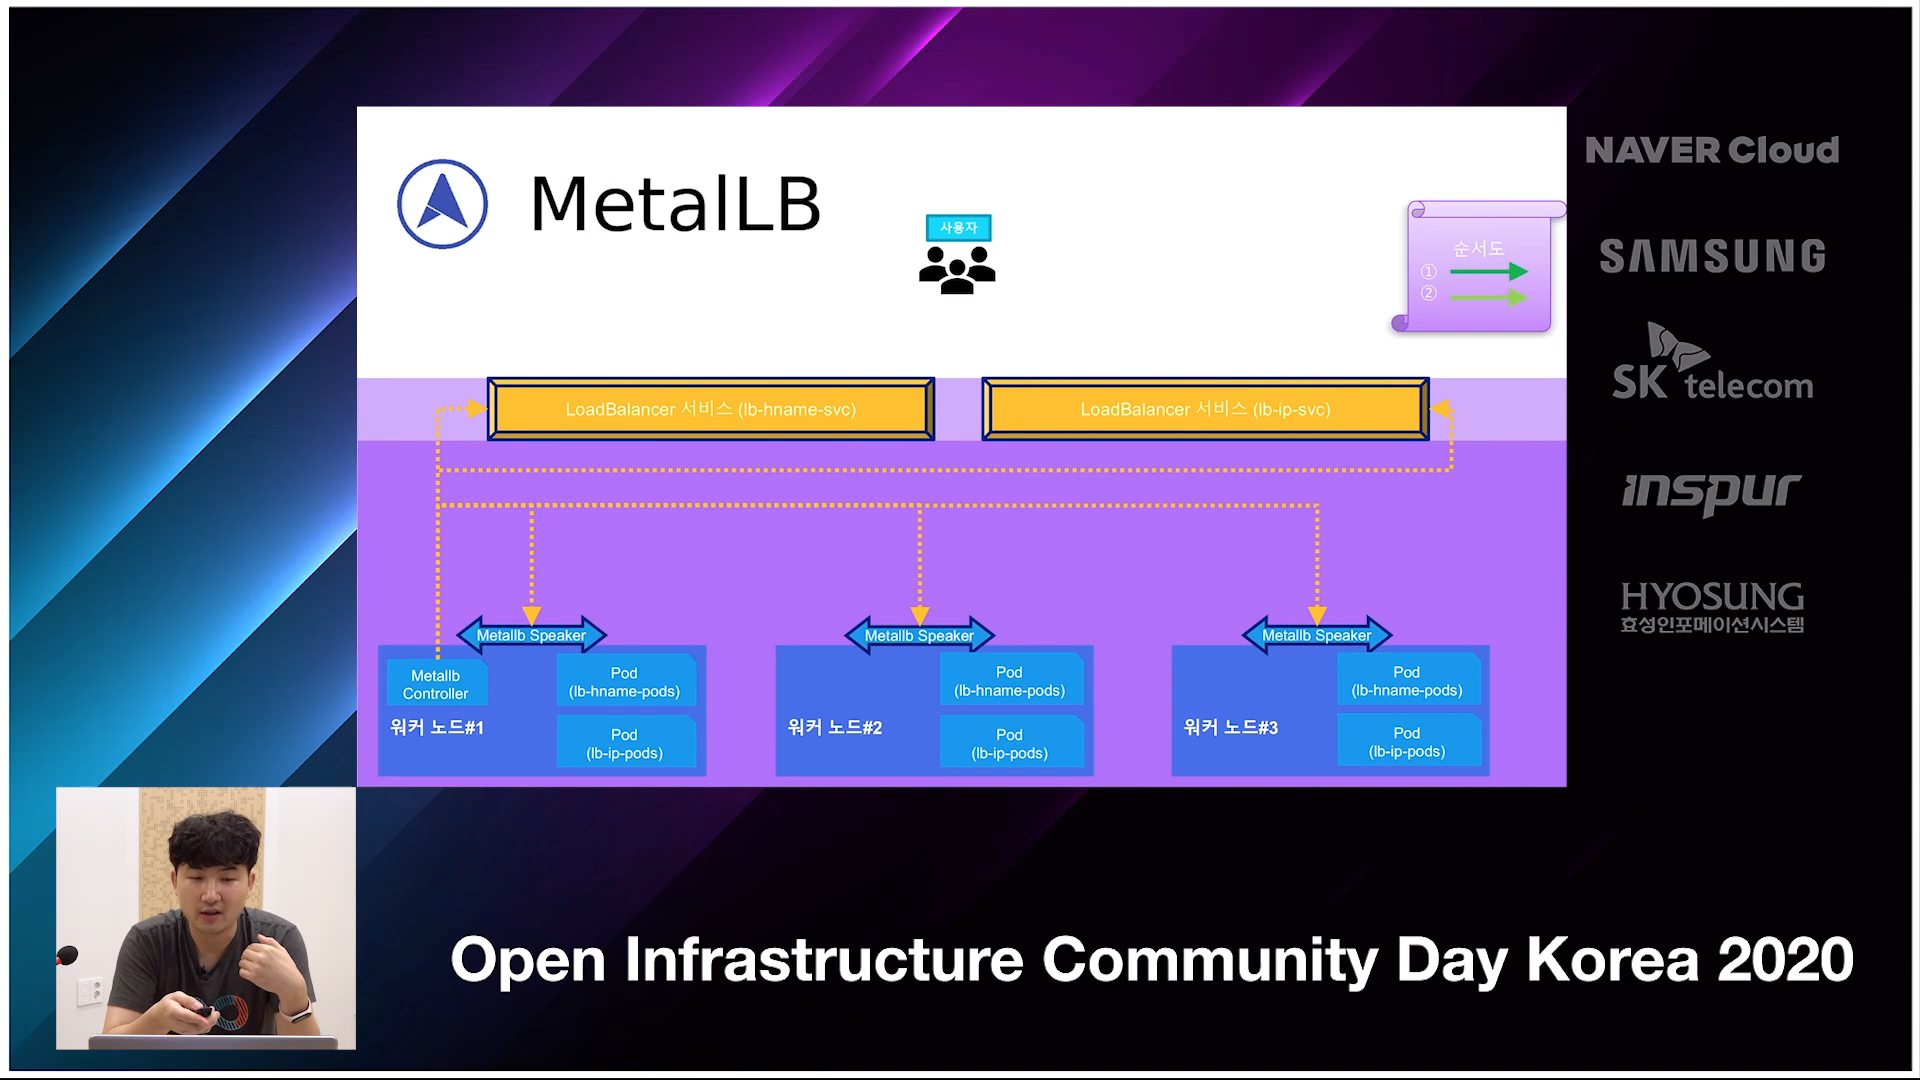 MetalLB
사용자
순서도
①
②
LoadBalancer 서비스 (lb-hname-svc)
LoadBalancer 서비스 (lb-ip-svc)
Metallb Speaker
Metallb Speaker
Metallb Speaker
Metallb
Controller
Pod
(lb-hname-pods)
워커 노드#1
Pod
(lb-ip-pods)
Pod
(lb-hname-pods)
워커 노드#2
Pod
(lb-ip-pods)
Pod
(lb-hname-pods)
워커 노드#3
Pod
(lb-ip-pods)
NAVER Cloud
SAMSUNG
SK telecom
inspur
HYOSUNG
효성인포메이션시스템
Open Infrastructure Community Day Korea 2020